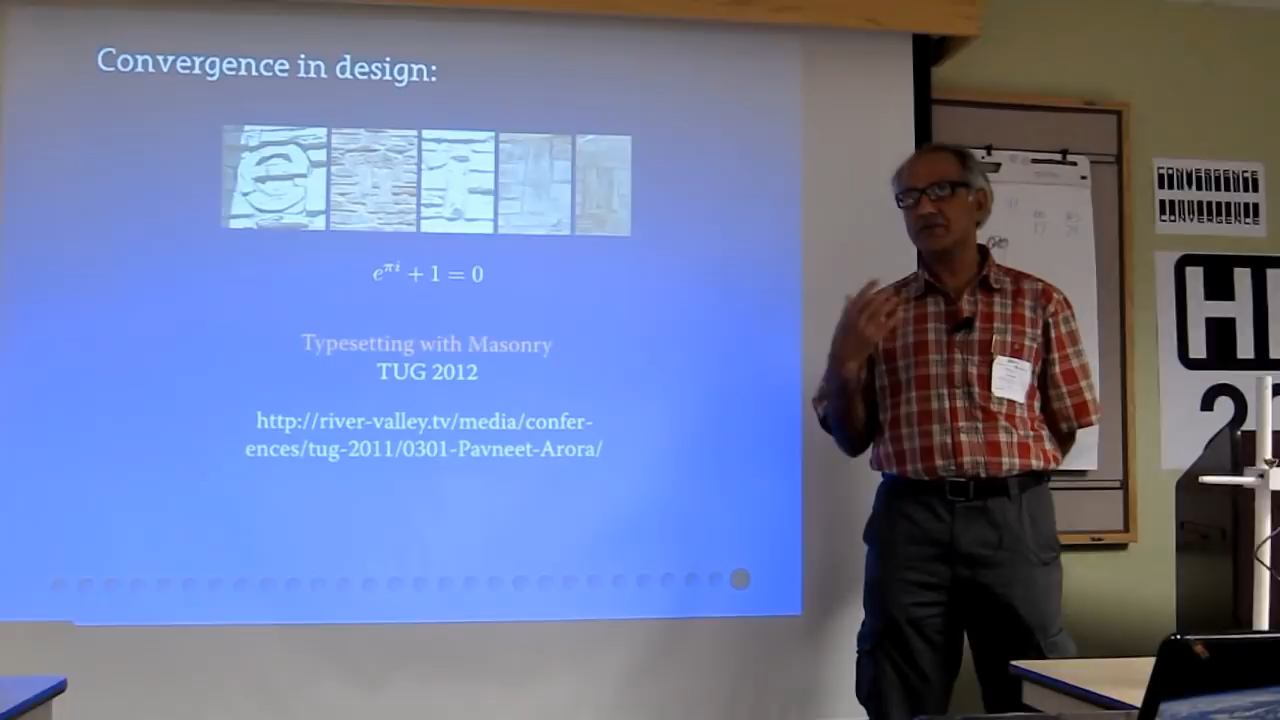 Convergence in design:
e^{πi} + 1 = 0
Typesetting with Masonry
TUG 2012
http://river-valley.tv/media/confer-
ences/tug-2011/0301-Pavneet-Arora/
CONVERGENCE
CONVERGENCE
H
2